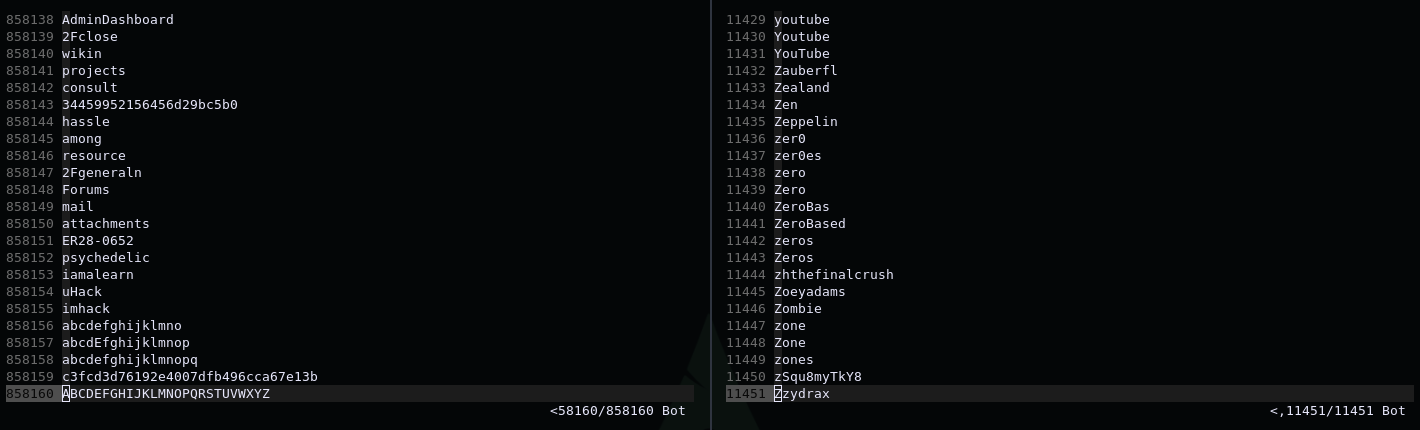 858138 AdminDashboard
858139 2Fclose
858140 wikin
858141 projects
858142 consult
858143 34459952156456d29bc5b0
858144 hassle
858145 among
858146 resource
858147 2Fgeneraln
858148 Forums
858149 mail
858150 attachments
858151 ER28-0652
858152 psychedelic
858153 iamalearn
858154 uHack
858155 imhack
858156 abcdefghijklmno
858157 abcdEfghijklmnop
858158 abcdefghijklmnopq
858159 c3fcd3d76192e4007dfb496cca67e13b
858160 ABCDEFGHIJKLMNOPQRSTUVWXYZ
<58160/858160 Bot
11429 youtube
11430 Youtube
11431 YouTube
11432 Zauberfl
11433 Zealand
11434 Zen
11435 Zeppelin
11436 zer0
11437 zer0es
11438 zero
11439 Zero
11440 ZeroBas
11441 ZeroBased
11442 zeros
11443 Zeros
11444 zhthefinalcrush
11445 Zoeyadams
11446 Zombie
11447 zone
11448 Zone
11449 zones
11450 zSqu8myTkY8
11451 Zzydrax
<,11451/11451 Bot